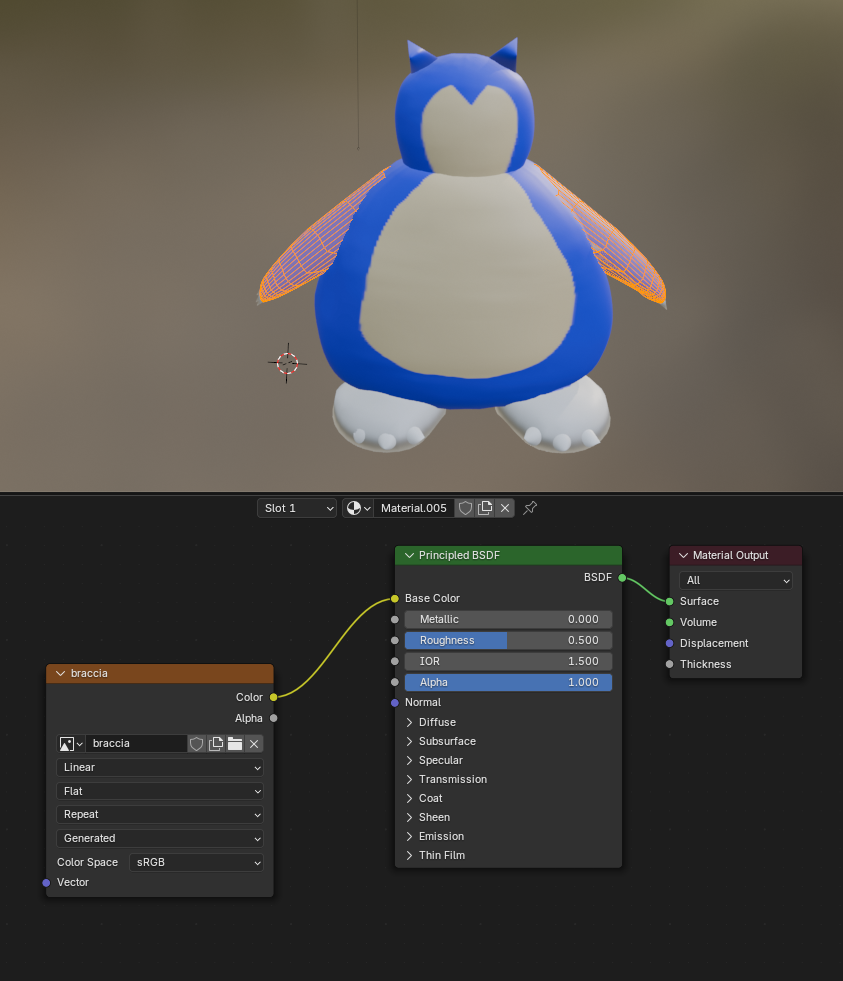 Slot 1
Material.005
Principled BSDF
BSDF
Base Color
Metallic 0.000
Roughness 0.500
IOR 1.500
Alpha 1.000
Normal
Diffuse
Subsurface
Specular
Transmission
Coat
Sheen
Emission
Thin Film
Material Output
All
Surface
Volume
Displacement
Thickness
braccia
Color
Alpha
braccia
Linear
Flat
Repeat
Generated
Color Space sRGB
Vector